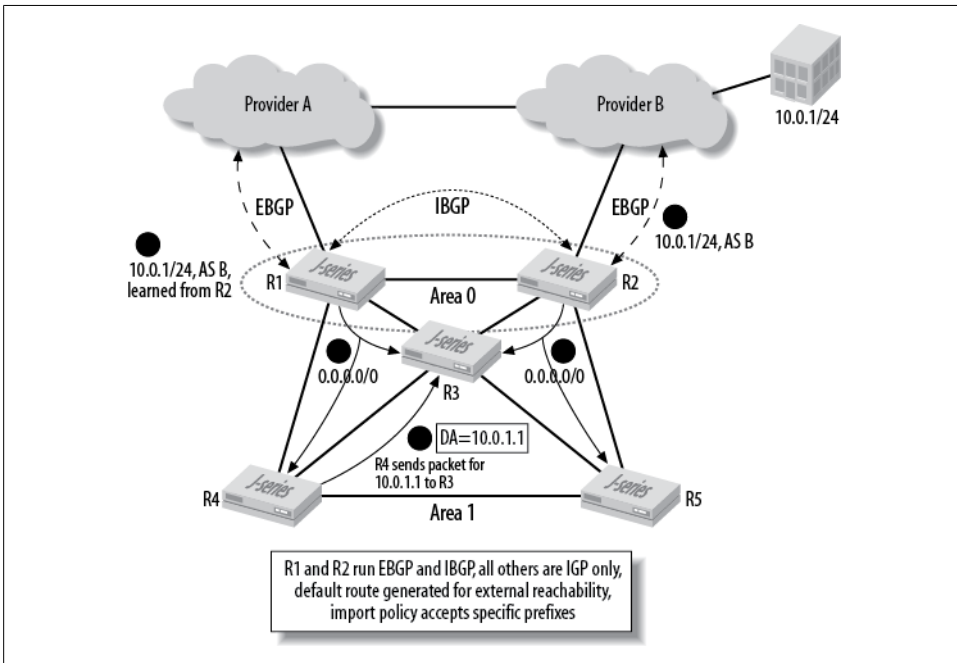 Provider A
Provider B
10.0.1/24
EBGP
IBGP
EBGP
10.0.1/24, AS B
10.0.1/24, AS B,
learned from R2
R1
J-series
J-series
R2
Area 0
J-series
R3
0.0.0.0/0
0.0.0.0/0
DA=10.0.1.1
R4 sends packet for
10.0.1.1 to R3
R4
J-series
J-series
R5
Area 1
R1 and R2 run EBGP and IBGP, all others are IGP only,
default route generated for external reachability,
import policy accepts specific prefixes